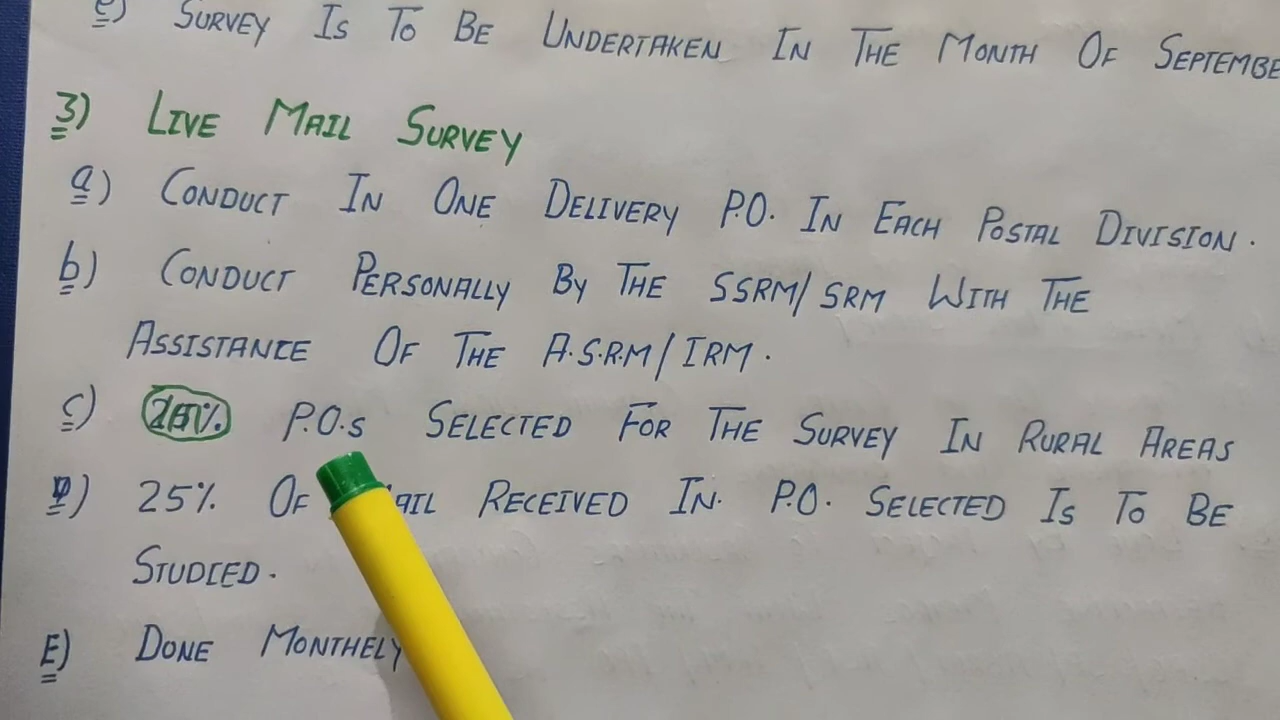 e) SURVEY IS TO BE UNDERTAKEN IN THE MONTH OF SEPTEMBE
3) LIVE MAIL SURVEY
a) CONDUCT IN ONE DELIVERY P.O. IN EACH POSTAL DIVISION.
b) CONDUCT PERSONALLY BY THE SSRM/SRM WITH THE
ASSISTANCE OF THE A.S.R.M/IRM.
c) P.O.s SELECTED FOR THE SURVEY IN RURAL AREAS
D) 25% OF AIL RECEIVED IN P.O. SELECTED IS TO BE
STUDIED.
E) DONE MONTHELY